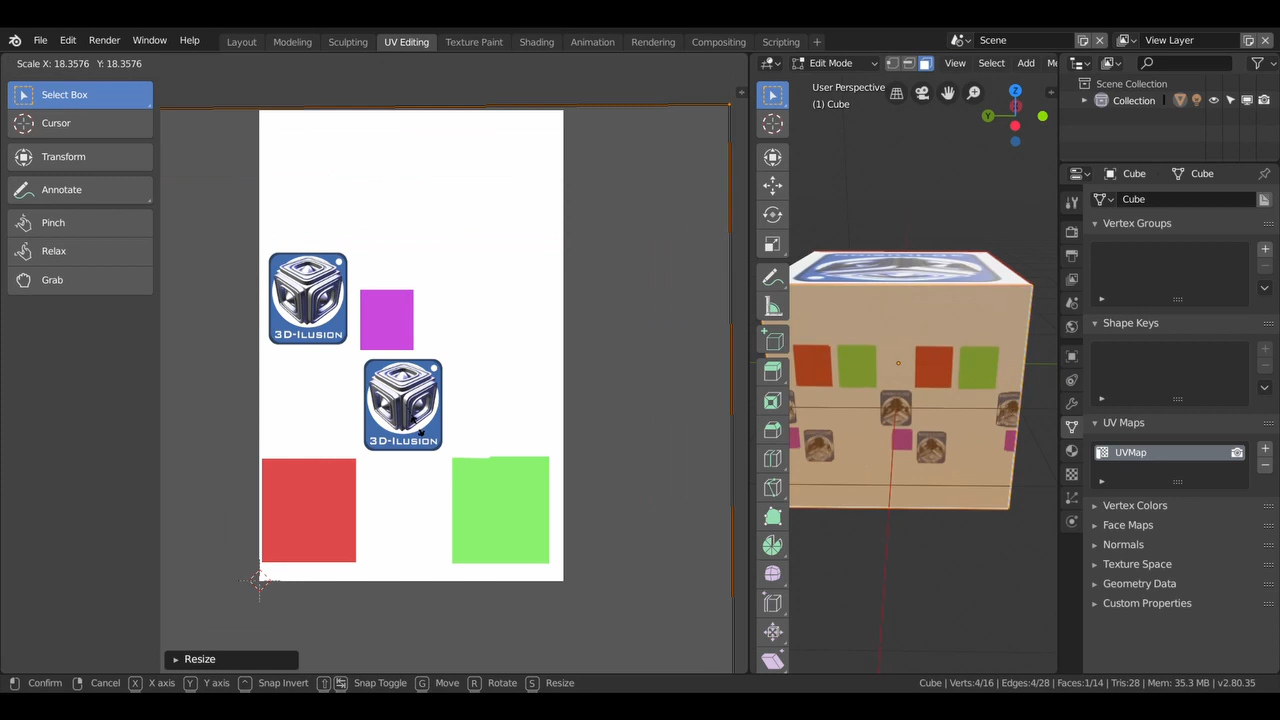 File Edit Render Window Help
Layout Modeling Sculpting UV Editing Texture Paint Shading Animation Rendering Compositing Scripting +
Scene
View Layer
Scale X: 18.3576   Y: 18.3576
Edit Mode
View Select Add Me
Select Box
Cursor
Transform
Annotate
Pinch
Relax
Grab
User Perspective
(1) Cube
Z
Y
Scene Collection
Collection
Cube
Cube
Cube
Vertex Groups
Shape Keys
UV Maps
UVMap
Vertex Colors
Face Maps
Normals
Texture Space
Geometry Data
Custom Properties
3D-ILUSION
3D-ILUSION
Resize
Confirm Cancel X X axis Y Y axis ^ Snap Invert Snap Toggle G Move R Rotate S Resize
Cube | Verts:4/16 | Edges:4/28 | Faces:1/14 | Tris:28 | Mem: 35.3 MB | v2.80.35